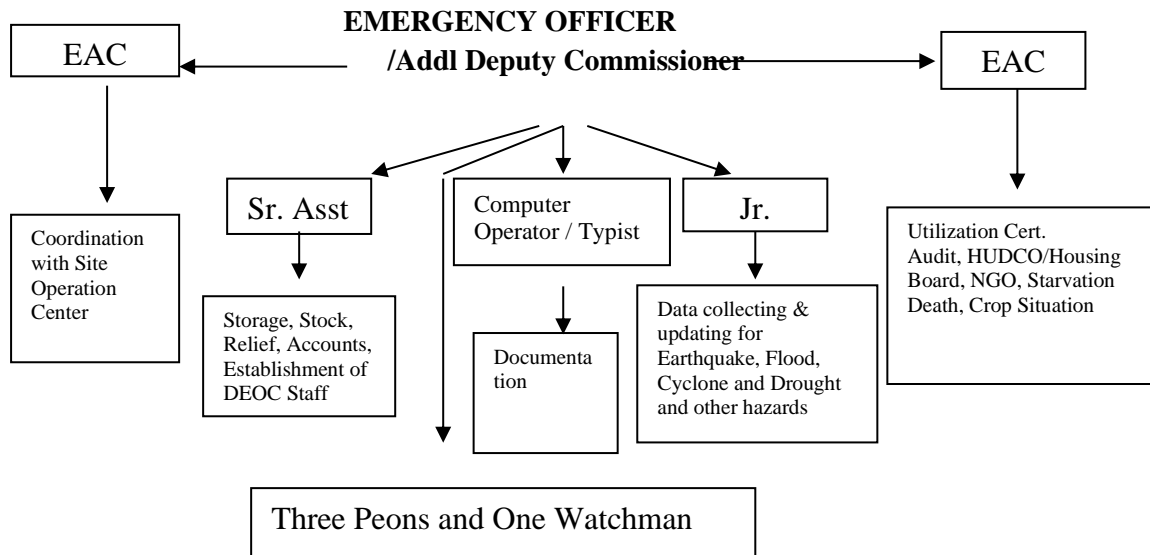 EMERGENCY OFFICER
/Addl Deputy Commissioner
EAC
EAC
Sr. Asst
Computer
Operator / Typist
Jr.
Coordination
with Site
Operation
Center
Storage, Stock,
Relief, Accounts,
Establishment of
DEOC Staff
Documenta
tion
Data collecting &
updating for
Earthquake, Flood,
Cyclone and Drought
and other hazards
Utilization Cert.
Audit, HUDCO/Housing
Board, NGO, Starvation
Death, Crop Situation
Three Peons and One Watchman